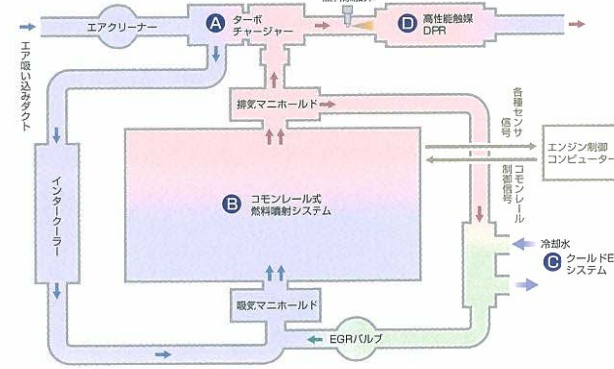 エアクリーナー
A ターボ
チャージャー
D 高性能触媒
DPR
エア吸い込みダクト
排気マニホールド
各種センサ
信号
エンジン制御
コンピューター
コモンレール
制御信号
インタークーラー
B コモンレール式
燃料噴射システム
冷却水
C クールドE
システム
吸気マニホールド
EGRバルブ